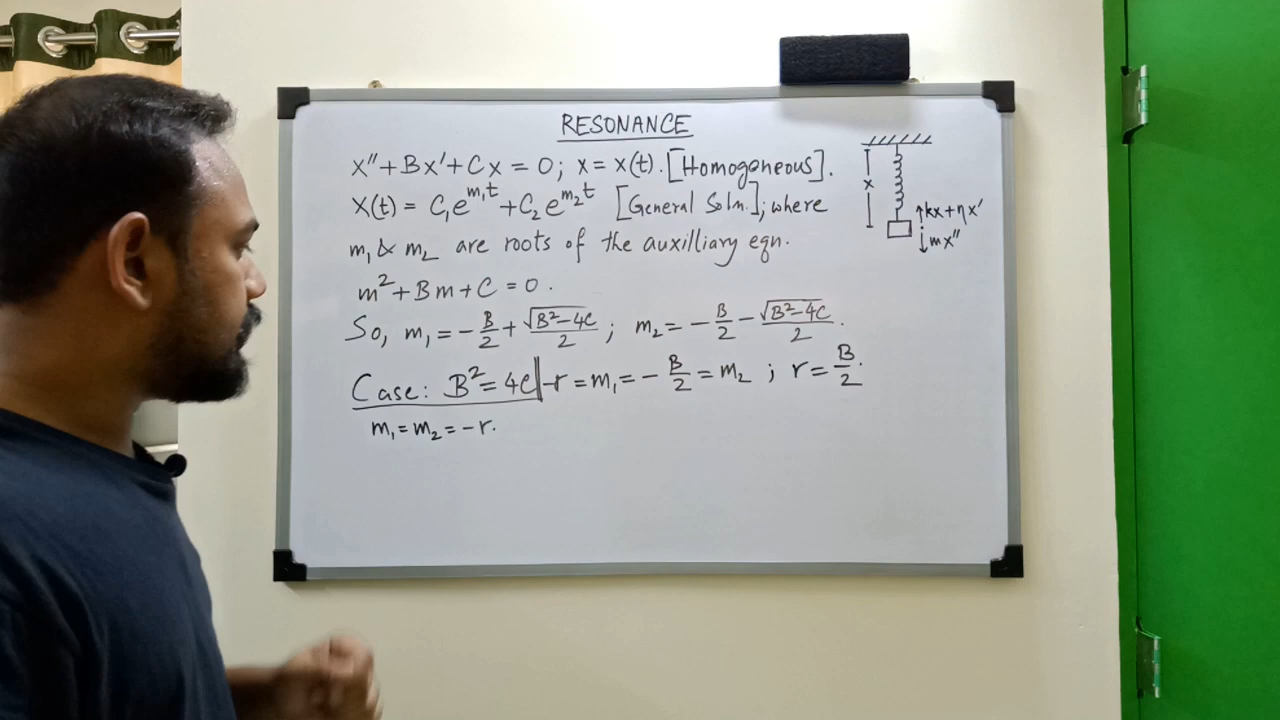 RESONANCE
x'' + Bx' + Cx = 0; x = x(t). [Homogeneous].
x(t) = C₁e^{m₁t} + C₂e^{m₂t} [General Soln.]; where
m₁ & m₂ are roots of the auxilliary eqn.
m² + Bm + C = 0.
So, m₁ = -B/2 + √(B²-4C)/2 ; m₂ = -B/2 - √(B²-4C)/2.
Case: B² = 4C | -r = m₁ = -B/2 = m₂ ; r = B/2.
m₁ = m₂ = -r.
x
↑kx + ηx'
↓mx''